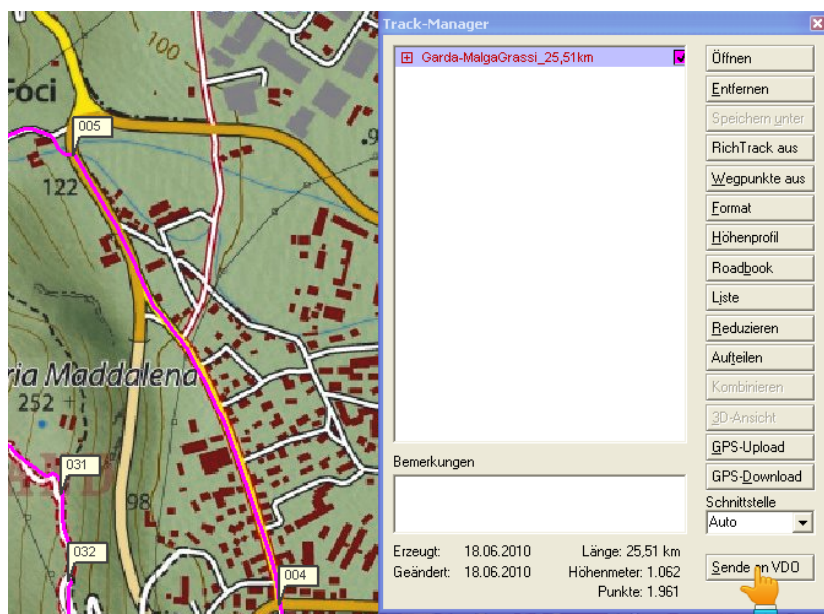 Track-Manager
Garda-MalgaGrassi_25,51km
Öffnen
Entfernen
Speichern unter
RichTrack aus
Wegpunkte aus
Format
Höhenprofil
Roadbook
Liste
Reduzieren
Aufteilen
Kombinieren
3D-Ansicht
GPS-Upload
GPS-Download
Schnittstelle
Auto
Sende an VDO
Bemerkungen
Erzeugt: 18.06.2010 Länge: 25,51 km
Geändert: 18.06.2010 Höhenmeter: 1.062
Punkte: 1.961
100
Foci
005
122
ria Maddalena
252
031
98
032
004